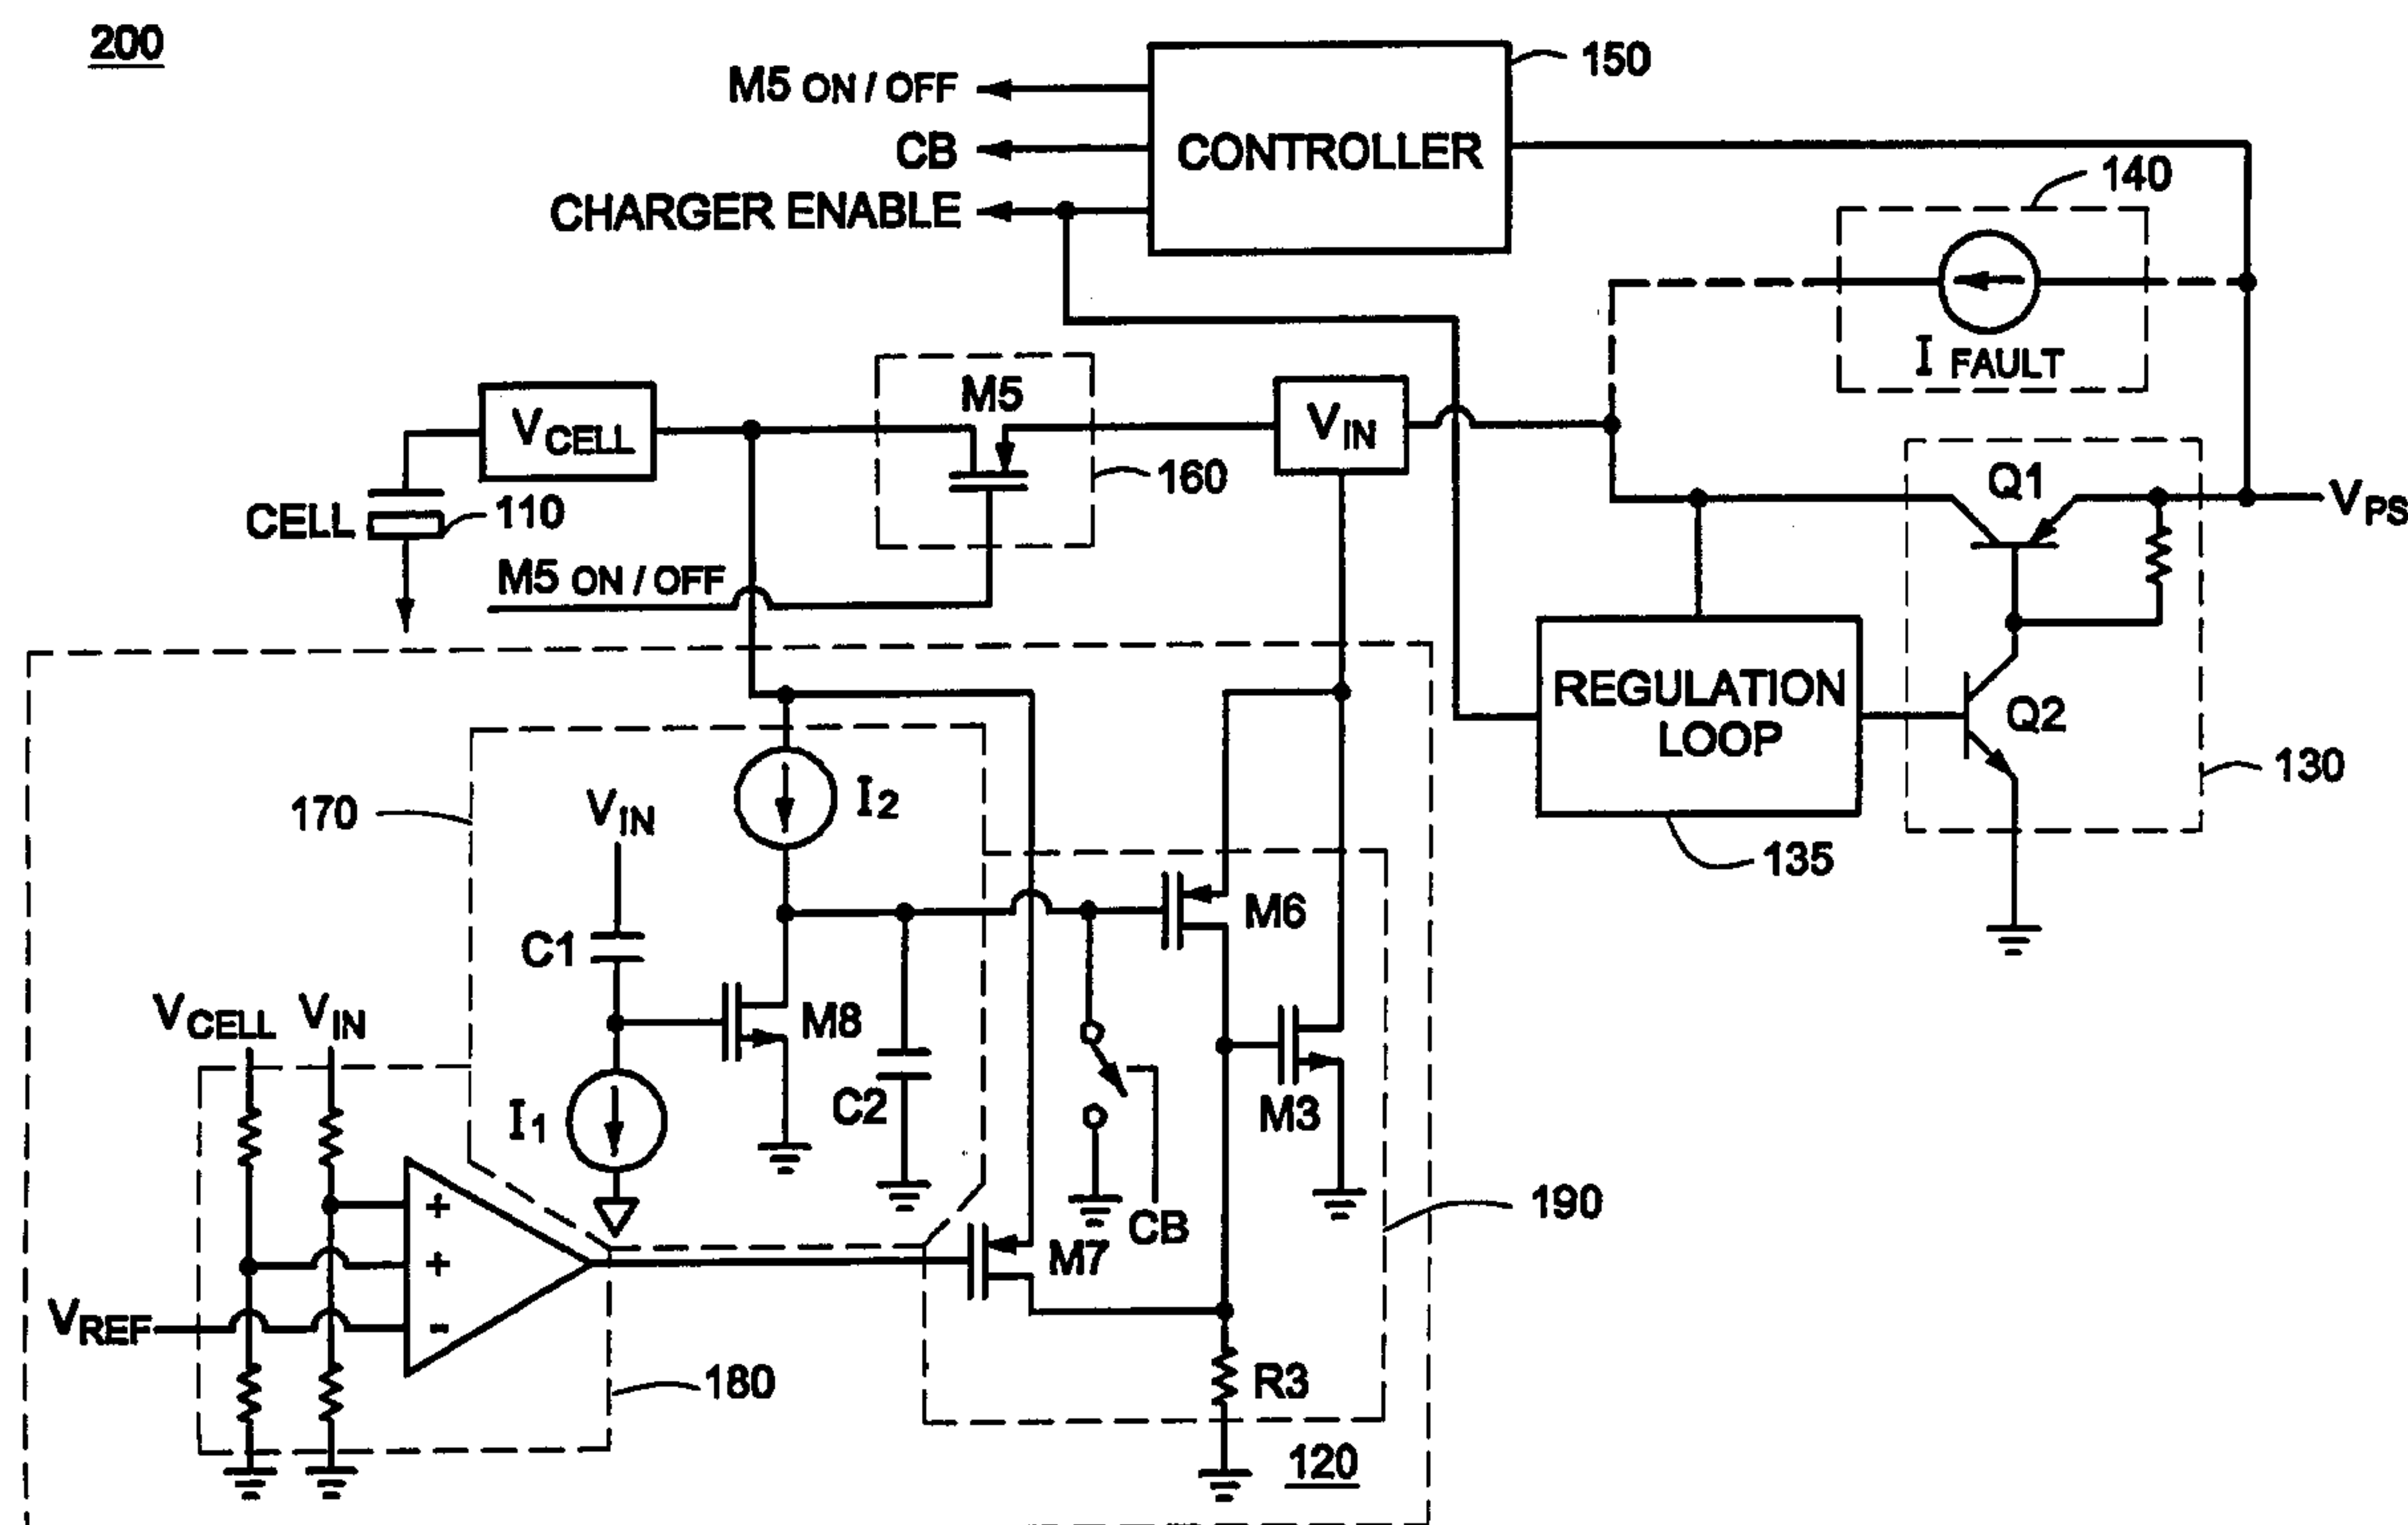 200
150
M5 ON / OFF
CB
CHARGER ENABLE
CONTROLLER
140
I FAULT
M5
VCELL
VIN
160
Q1
VPS
CELL
110
M5 ON / OFF
REGULATION
LOOP
Q2
130
135
170
VIN
I2
C1
M6
VCELL
VIN
M8
C2
I1
M3
CB
M7
190
VREF
+
+
-
180
R3
120